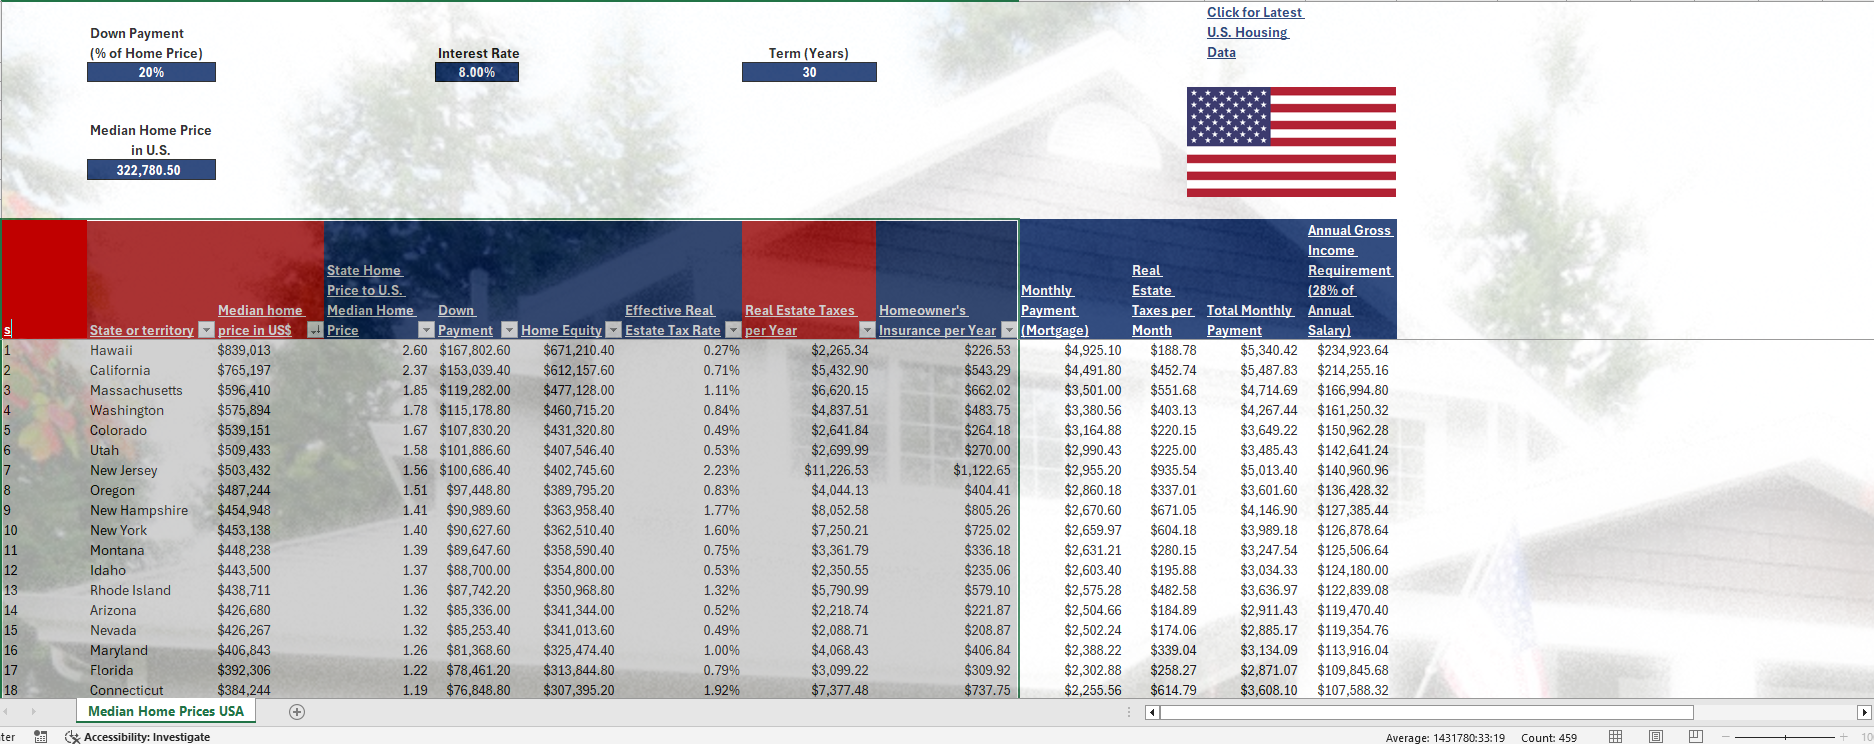 Click for Latest
U.S. Housing
Data
Down Payment
(% of Home Price)
20%
Interest Rate
8.00%
Term (Years)
30
Median Home Price
in U.S.
322,780.50
s State or territory Median home price in US$ State Home Price to U.S. Median Home Price Down Payment Home Equity Effective Real Estate Tax Rate Real Estate Taxes per Year Homeowner's Insurance per Year Monthly Payment (Mortgage) Real Estate Taxes per Month Total Monthly Payment Annual Gross Income Requirement (28% of Annual Salary)
1 Hawaii $839,013 2.60 $167,802.60 $671,210.40 0.27% $2,265.34 $226.53 $4,925.10 $188.78 $5,340.42 $234,923.64
2 California $765,197 2.37 $153,039.40 $612,157.60 0.71% $5,432.90 $543.29 $4,491.80 $452.74 $5,487.83 $214,255.16
3 Massachusetts $596,410 1.85 $119,282.00 $477,128.00 1.11% $6,620.15 $662.02 $3,501.00 $551.68 $4,714.69 $166,994.80
4 Washington $575,894 1.78 $115,178.80 $460,715.20 0.84% $4,837.51 $483.75 $3,380.56 $403.13 $4,267.44 $161,250.32
5 Colorado $539,151 1.67 $107,830.20 $431,320.80 0.49% $2,641.84 $264.18 $3,164.88 $220.15 $3,649.22 $150,962.28
6 Utah $509,433 1.58 $101,886.60 $407,546.40 0.53% $2,699.99 $270.00 $2,990.43 $225.00 $3,485.43 $142,641.24
7 New Jersey $503,432 1.56 $100,686.40 $402,745.60 2.23% $11,226.53 $1,122.65 $2,955.20 $935.54 $5,013.40 $140,960.96
8 Oregon $487,244 1.51 $97,448.80 $389,795.20 0.83% $4,044.13 $404.41 $2,860.18 $337.01 $3,601.60 $136,428.32
9 New Hampshire $454,948 1.41 $90,989.60 $363,958.40 1.77% $8,052.58 $805.26 $2,670.60 $671.05 $4,146.90 $127,385.44
10 New York $453,138 1.40 $90,627.60 $362,510.40 1.60% $7,250.21 $725.02 $2,659.97 $604.18 $3,989.18 $126,878.64
11 Montana $448,238 1.39 $89,647.60 $358,590.40 0.75% $3,361.79 $336.18 $2,631.21 $280.15 $3,247.54 $125,506.64
12 Idaho $443,500 1.37 $88,700.00 $354,800.00 0.53% $2,350.55 $235.06 $2,603.40 $195.88 $3,034.33 $124,180.00
13 Rhode Island $438,711 1.36 $87,742.20 $350,968.80 1.32% $5,790.99 $579.10 $2,575.28 $482.58 $3,636.97 $122,839.08
14 Arizona $426,680 1.32 $85,336.00 $341,344.00 0.52% $2,218.74 $221.87 $2,504.66 $184.89 $2,911.43 $119,470.40
15 Nevada $426,267 1.32 $85,253.40 $341,013.60 0.49% $2,088.71 $208.87 $2,502.24 $174.06 $2,885.17 $119,354.76
16 Maryland $406,843 1.26 $81,368.60 $325,474.40 1.00% $4,068.43 $406.84 $2,388.22 $339.04 $3,134.09 $113,916.04
17 Florida $392,306 1.22 $78,461.20 $313,844.80 0.79% $3,099.22 $309.92 $2,302.88 $258.27 $2,871.07 $109,845.68
18 Connecticut $384,244 1.19 $76,848.80 $307,395.20 1.92% $7,377.48 $737.75 $2,255.56 $614.79 $3,608.10 $107,588.32
Median Home Prices USA
ter Accessibility: Investigate Average: 1431780:33:19 Count: 459 10